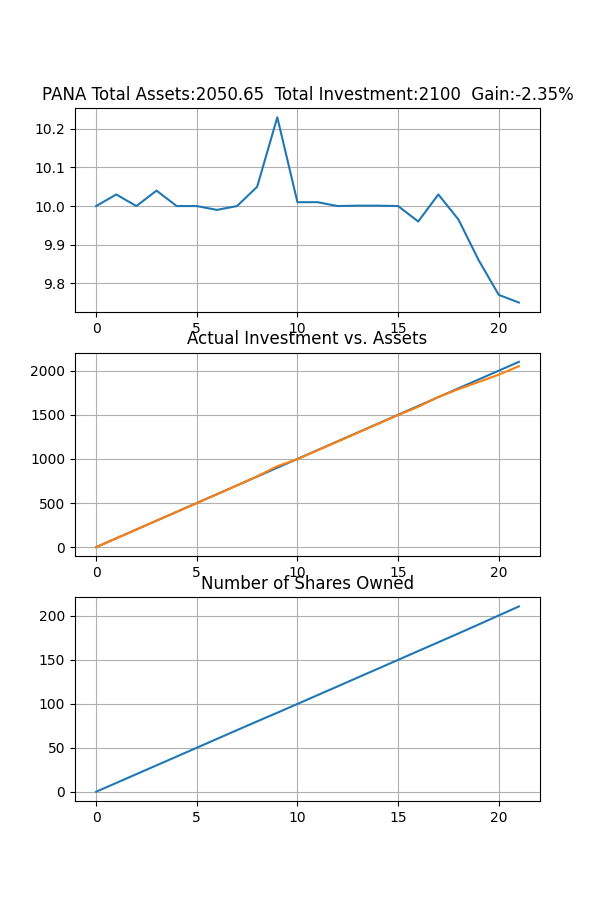 PANA Total Assets:2050.65  Total Investment:2100  Gain:-2.35%
10.2
10.1
10.0
9.9
9.8
0 5 10 15 20
Actual Investment vs. Assets
2000
1500
1000
500
0
0 5 10 15 20
Number of Shares Owned
200
150
100
50
0
0 5 10 15 20